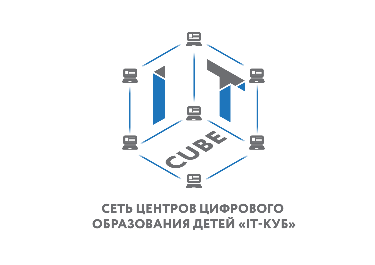 IT
CUBE
СЕТЬ ЦЕНТРОВ ЦИФРОВОГО
ОБРАЗОВАНИЯ ДЕТЕЙ «IT-КУБ»